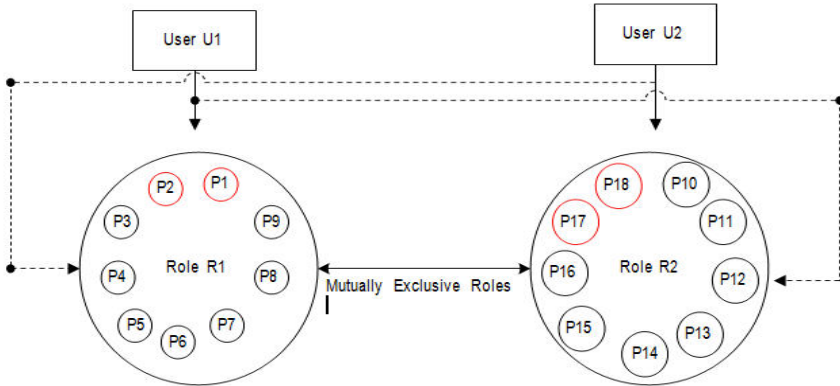 User U1
User U2
P2
P1
P3
P9
P4
Role R1
P8
P5
P6
P7
Mutually Exclusive Roles
P18
P10
P17
P11
P16
Role R2
P12
P15
P14
P13